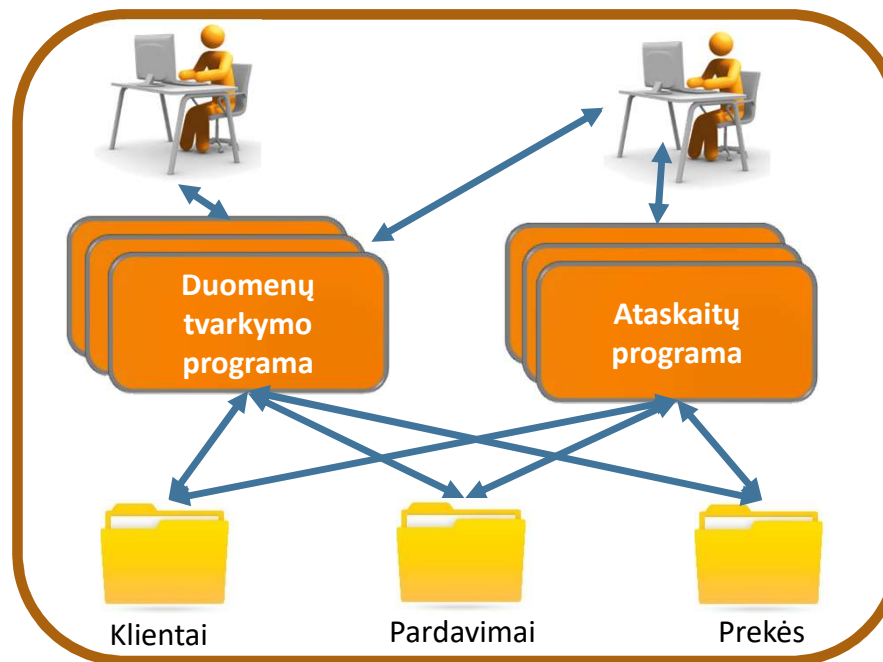 Duomenų
tvarkymo
programa
Ataskaitų
programa
Klientai
Pardavimai
Prekės